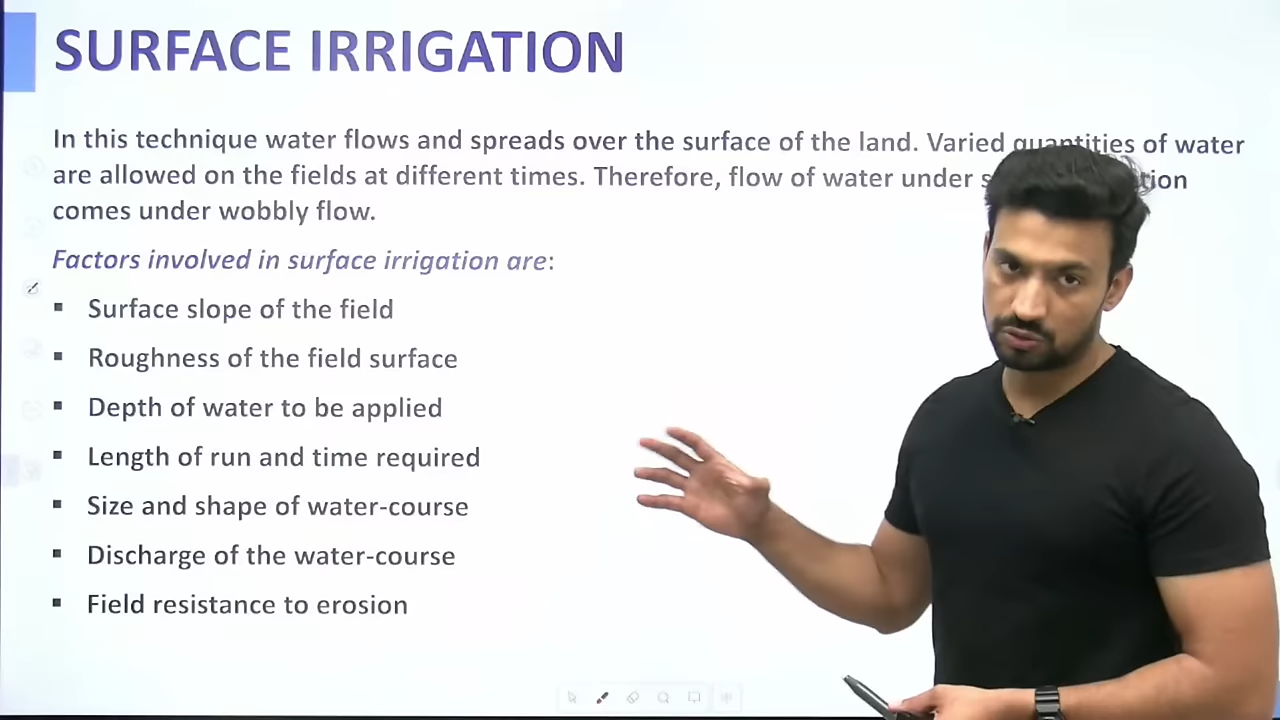 SURFACE IRRIGATION
In this technique water flows and spreads over the surface of the land. Varied quantities of water
are allowed on the fields at different times. Therefore, flow of water under
comes under wobbly flow.
Factors involved in surface irrigation are:
▪ Surface slope of the field
▪ Roughness of the field surface
▪ Depth of water to be applied
▪ Length of run and time required
▪ Size and shape of water-course
▪ Discharge of the water-course
▪ Field resistance to erosion